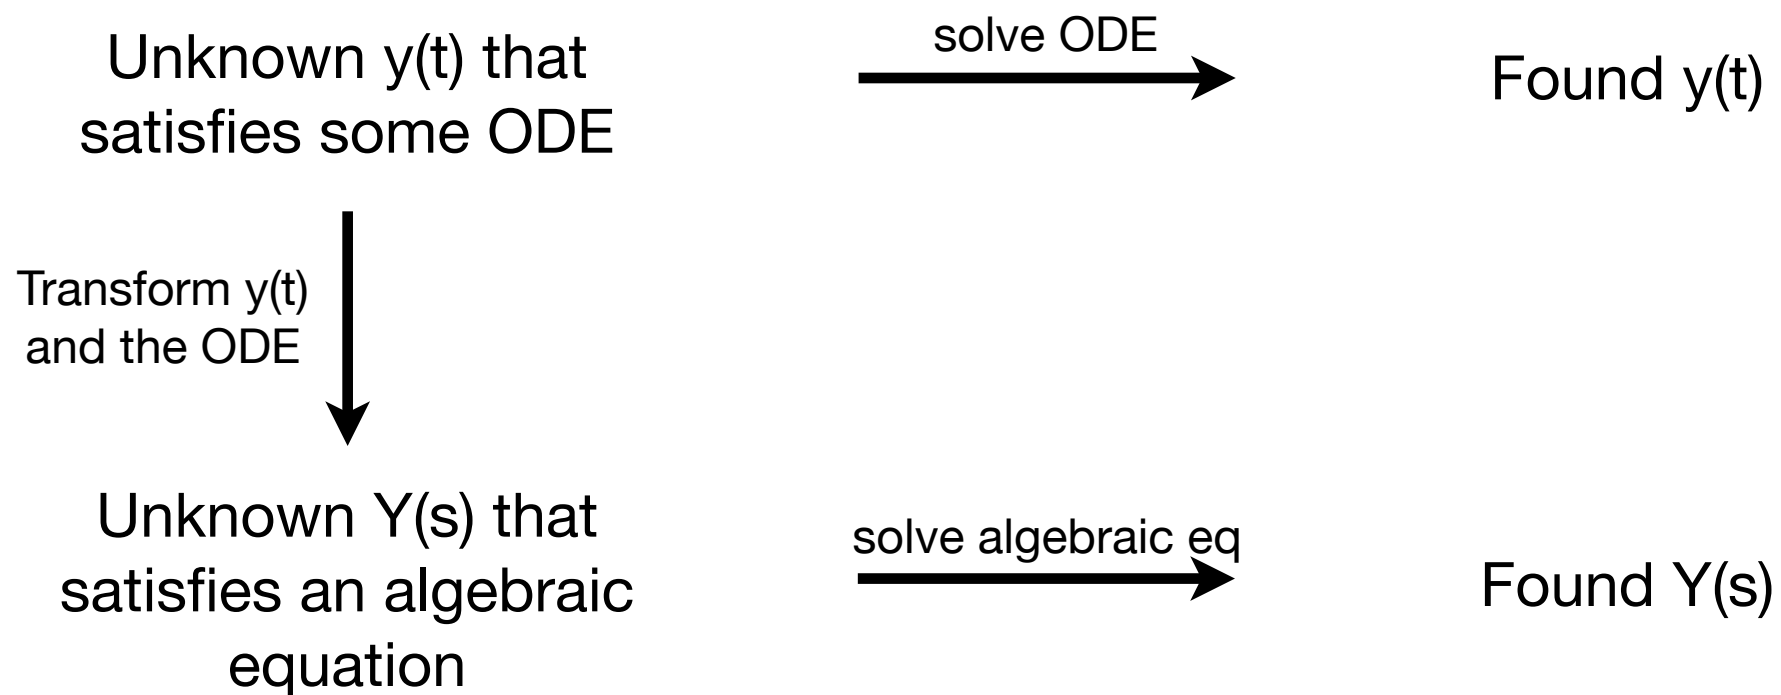 Unknown y(t) that
satisfies some ODE
solve ODE
Found y(t)
Transform y(t)
and the ODE
Unknown Y(s) that
satisfies an algebraic
equation
solve algebraic eq
Found Y(s)